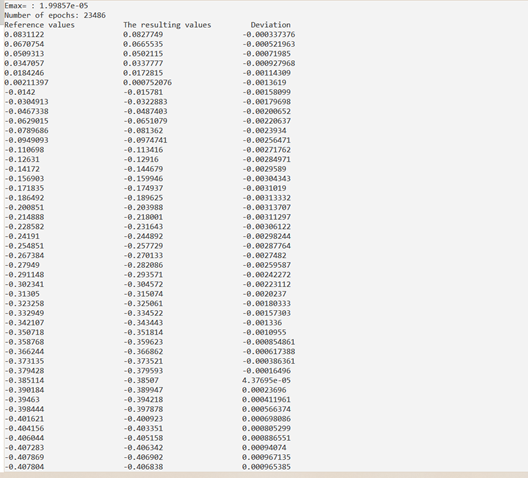 Emax= : 1.99857e-05
Number of epochs: 23486
Reference values The resulting values Deviation
0.0831122 0.0827749 -0.000337376
0.0670754 0.0665535 -0.000521963
0.0509313 0.0502115 -0.00071985
0.0347057 0.0337777 -0.000927968
0.0184246 0.0172815 -0.00114309
0.00211397 0.000752076 -0.0013619
-0.0142 -0.015781 -0.00158099
-0.0304913 -0.0322883 -0.00179698
-0.0467338 -0.0487403 -0.00200652
-0.0629015 -0.0651079 -0.00220637
-0.0789686 -0.081362 -0.0023934
-0.0949093 -0.0974741 -0.00256471
-0.110698 -0.113416 -0.00271762
-0.12631 -0.12916 -0.00284971
-0.14172 -0.144679 -0.0029589
-0.156903 -0.159946 -0.00304343
-0.171835 -0.174937 -0.0031019
-0.186492 -0.189625 -0.00313332
-0.200851 -0.203988 -0.00313707
-0.214888 -0.218001 -0.00311297
-0.228582 -0.231643 -0.00306122
-0.24191 -0.244892 -0.00298244
-0.254851 -0.257729 -0.00287764
-0.267384 -0.270133 -0.0027482
-0.27949 -0.282086 -0.00259587
-0.291148 -0.293571 -0.00242272
-0.302341 -0.304572 -0.00223112
-0.31305 -0.315074 -0.0020237
-0.323258 -0.325061 -0.00180333
-0.332949 -0.334522 -0.00157303
-0.342107 -0.343443 -0.001336
-0.350718 -0.351814 -0.0010955
-0.358768 -0.359623 -0.000854861
-0.366244 -0.366862 -0.000617388
-0.373135 -0.373521 -0.000386361
-0.379428 -0.379593 -0.00016496
-0.385114 -0.38507 4.37695e-05
-0.390184 -0.389947 0.00023696
-0.39463 -0.394218 0.000411961
-0.398444 -0.397878 0.000566374
-0.401621 -0.400923 0.000698086
-0.404156 -0.403351 0.000805299
-0.406044 -0.405158 0.000886551
-0.407283 -0.406342 0.00094074
-0.407869 -0.406902 0.000967135
-0.407804 -0.406838 0.000965385